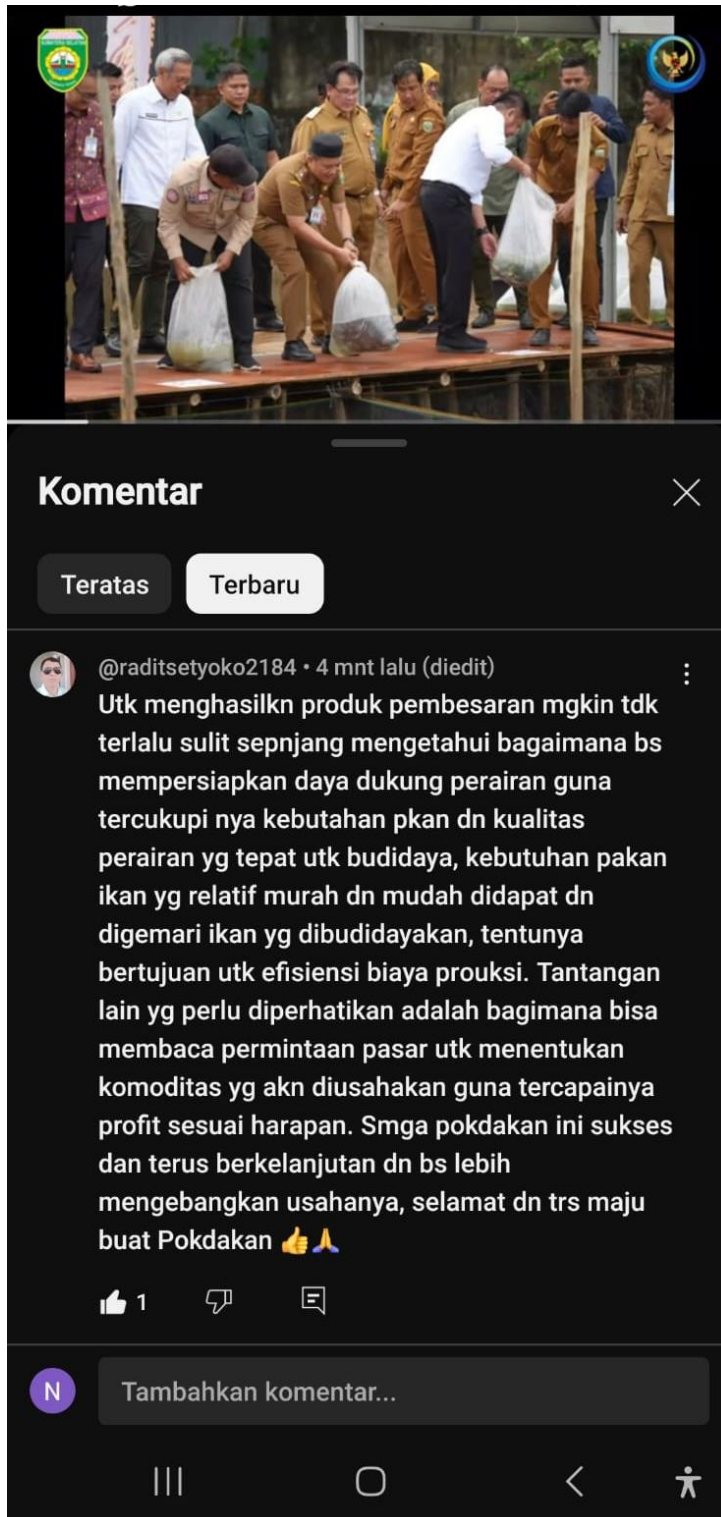 SUMATERA SELATAN
Komentar
Teratas
Terbaru
@raditsetyoko2184 • 4 mnt lalu (diedit)
Utk menghasilkn produk pembesaran mgkin tdk
terlalu sulit sepnjang mengetahui bagaimana bs
mempersiapkan daya dukung perairan guna
tercukupi nya kebutahan pkan dn kualitas
perairan yg tepat utk budidaya, kebutuhan pakan
ikan yg relatif murah dn mudah didapat dn
digemari ikan yg dibudidayakan, tentunya
bertujuan utk efisiensi biaya prouksi. Tantangan
lain yg perlu diperhatikan adalah bagimana bisa
membaca permintaan pasar utk menentukan
komoditas yg akn diusahakan guna tercapainya
profit sesuai harapan. Smga pokdakan ini sukses
dan terus berkelanjutan dn bs lebih
mengebangkan usahanya, selamat dn trs maju
buat Pokdakan 👍🙏
1
N
Tambahkan komentar...